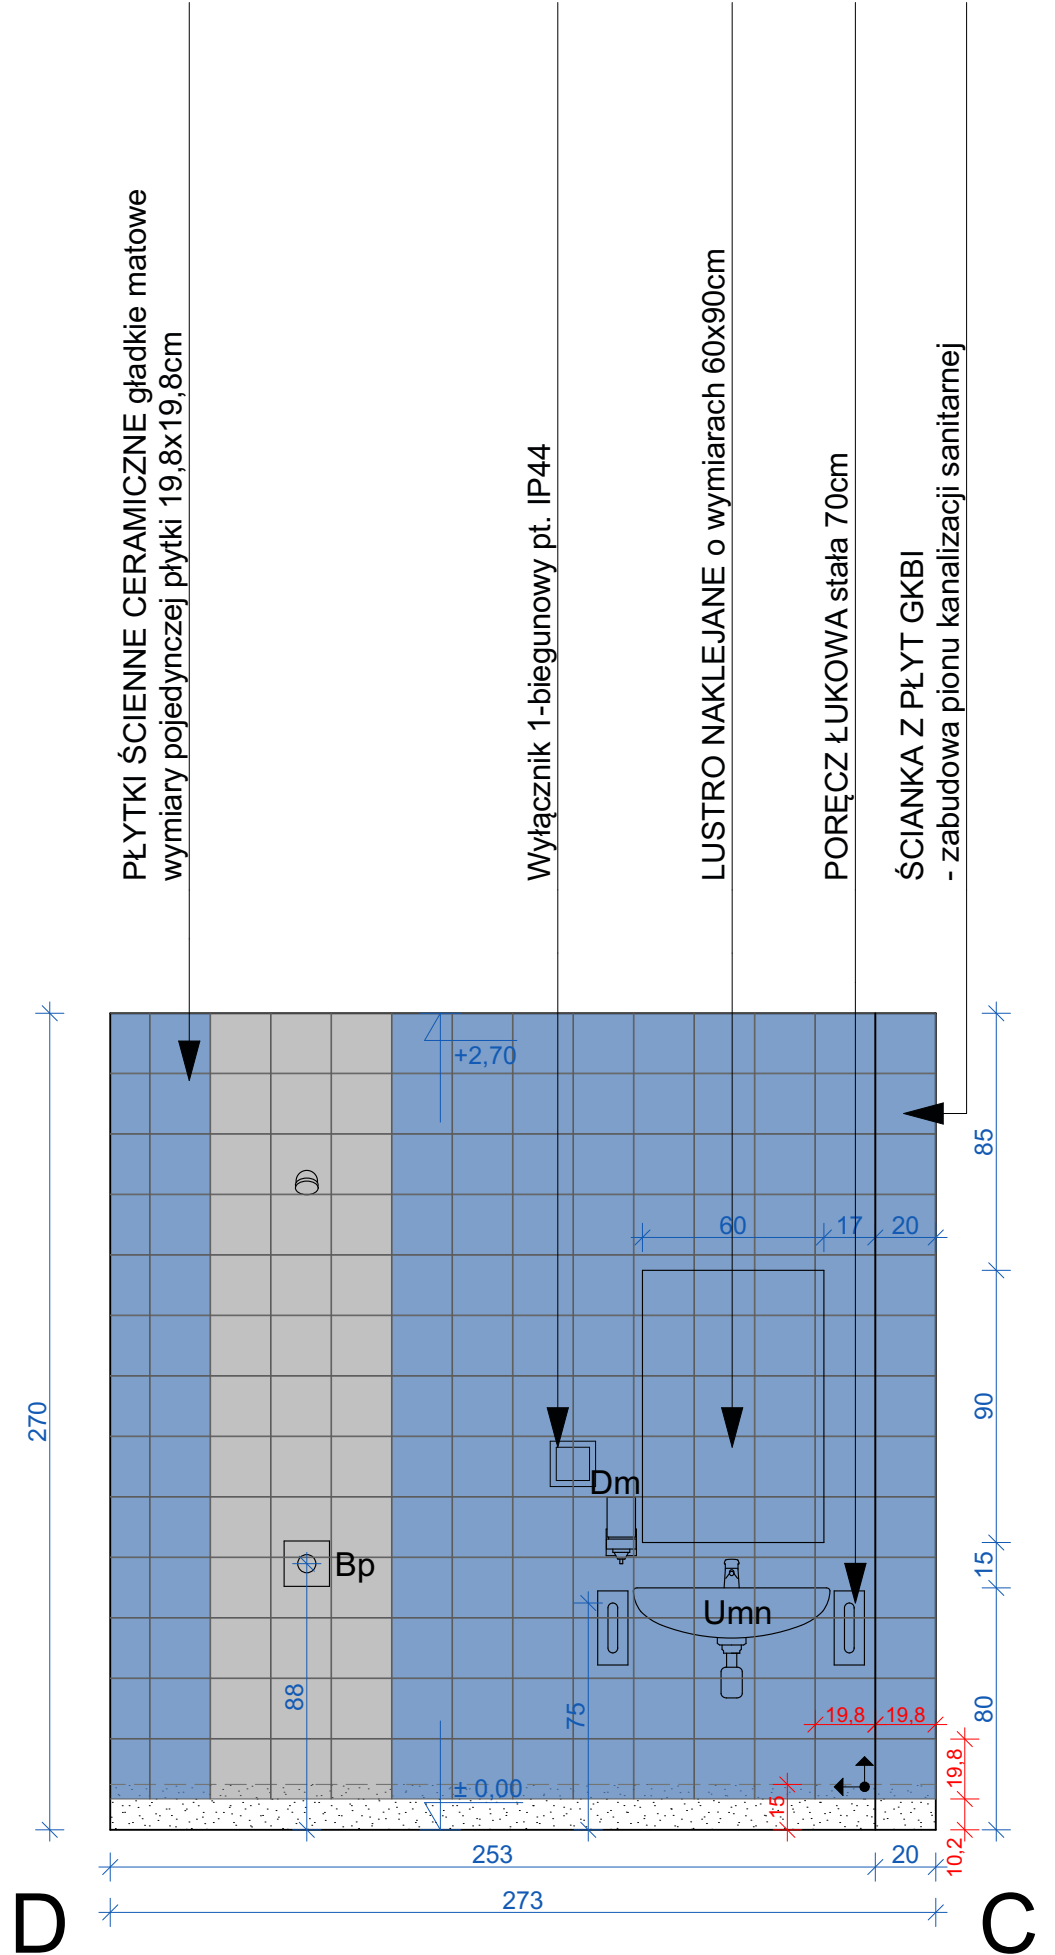 PŁYTKI ŚCIENNE CERAMICZNE gładkie matowe
wymiary pojedynczej płytki 19,8x19,8cm
Wyłącznik 1-biegunowy pt. IP44
LUSTRO NAKLEJANE o wymiarach 60x90cm
PORĘCZ ŁUKOWA stała 70cm
ŚCIANKA Z PŁYT GKBI
- zabudowa pionu kanalizacji sanitarnej
+2,70
85
60
17
20
270
90
Dm
Bp
15
Umn
88
75
80
19,8
19,8
19,8
± 0,00
15
10,2
253
20
273
D
C